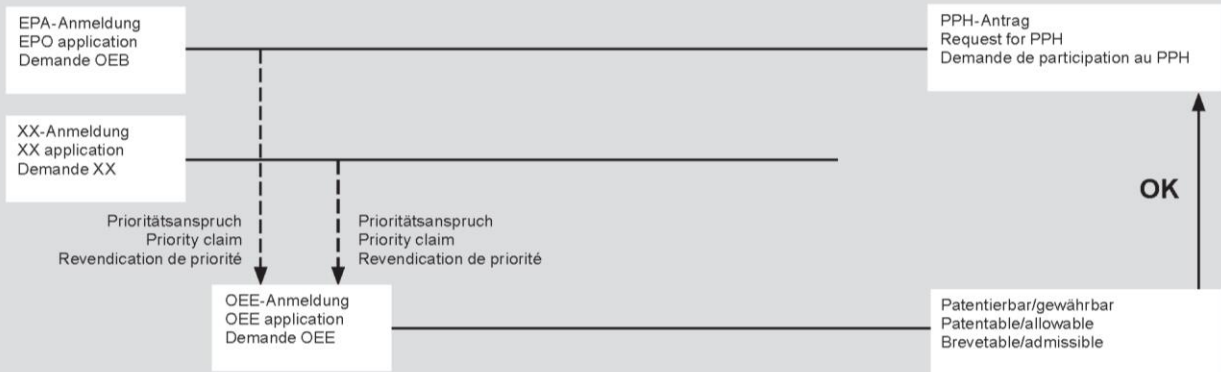 EPA-Anmeldung
EPO application
Demande OEB
PPH-Antrag
Request for PPH
Demande de participation au PPH
XX-Anmeldung
XX application
Demande XX
OK
Prioritätsanspruch
Priority claim
Revendication de priorité
Prioritätsanspruch
Priority claim
Revendication de priorité
OEE-Anmeldung
OEE application
Demande OEE
Patentierbar/gewährbar
Patentable/allowable
Brevetable/admissible